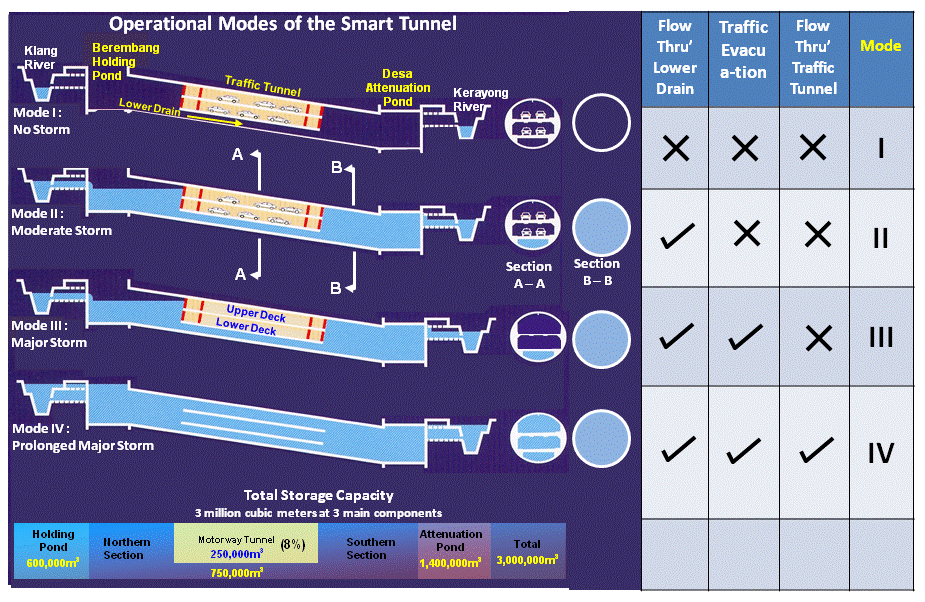 Operational Modes of the Smart Tunnel
Klang
River
Berembang
Holding
Pond
Traffic Tunnel
Lower Drain
Desa
Attenuation
Pond
Kerayong
River
Mode I :
No Storm
A
B
Mode II :
Moderate Storm
A
B
Section
A – A
Section
B – B
Mode III :
Major Storm
Upper Deck
Lower Deck
Mode IV :
Prolonged Major Storm
Total Storage Capacity
3 million cubic meters at 3 main components
Holding
Pond
600,000m³
Northern
Section
Motorway Tunnel (8%)
250,000m³
750,000m³
Southern
Section
Attenuation
Pond
1,400,000m³
Total
3,000,000m³
Flow
Thru'
Lower
Drain
Traffic
Evacu
a-tion
Flow
Thru'
Traffic
Tunnel
Mode
I
II
III
IV